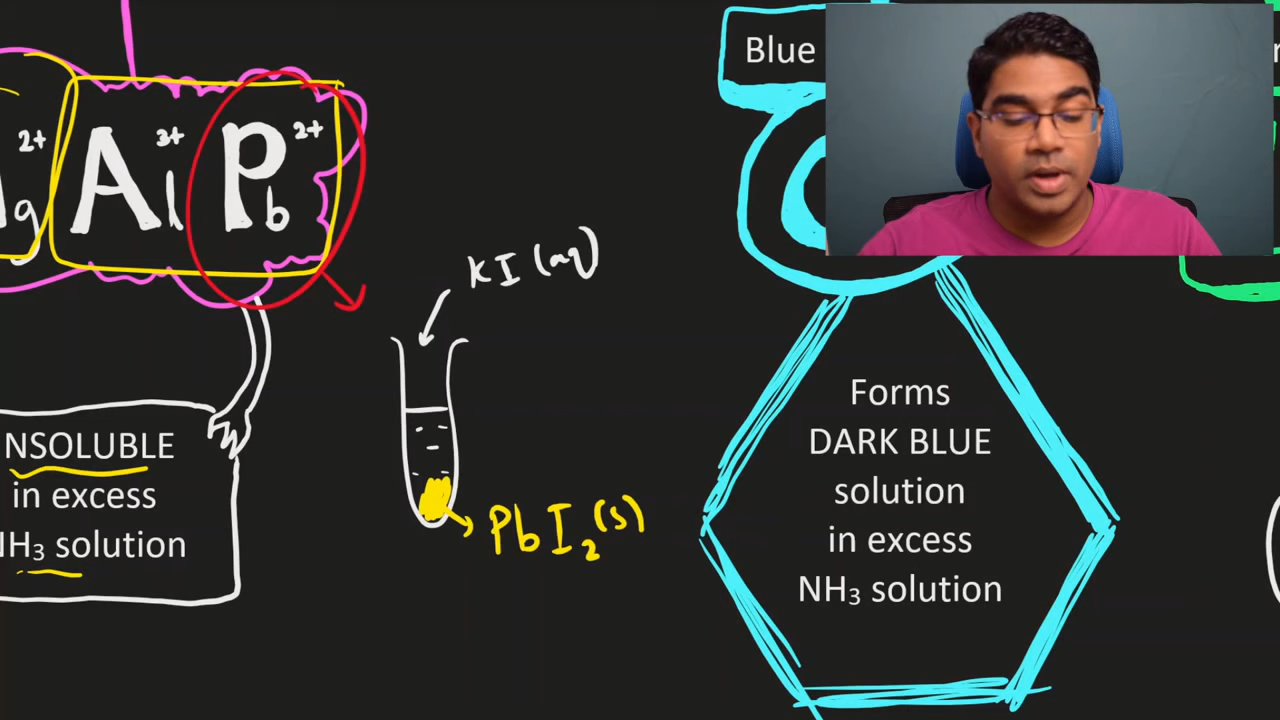 g 2+
Al 3+
Pb 2+
KI (aq)
PbI2 (s)
NSOLUBLE
in excess
NH3 solution
Blue
Forms
DARK BLUE
solution
in excess
NH3 solution